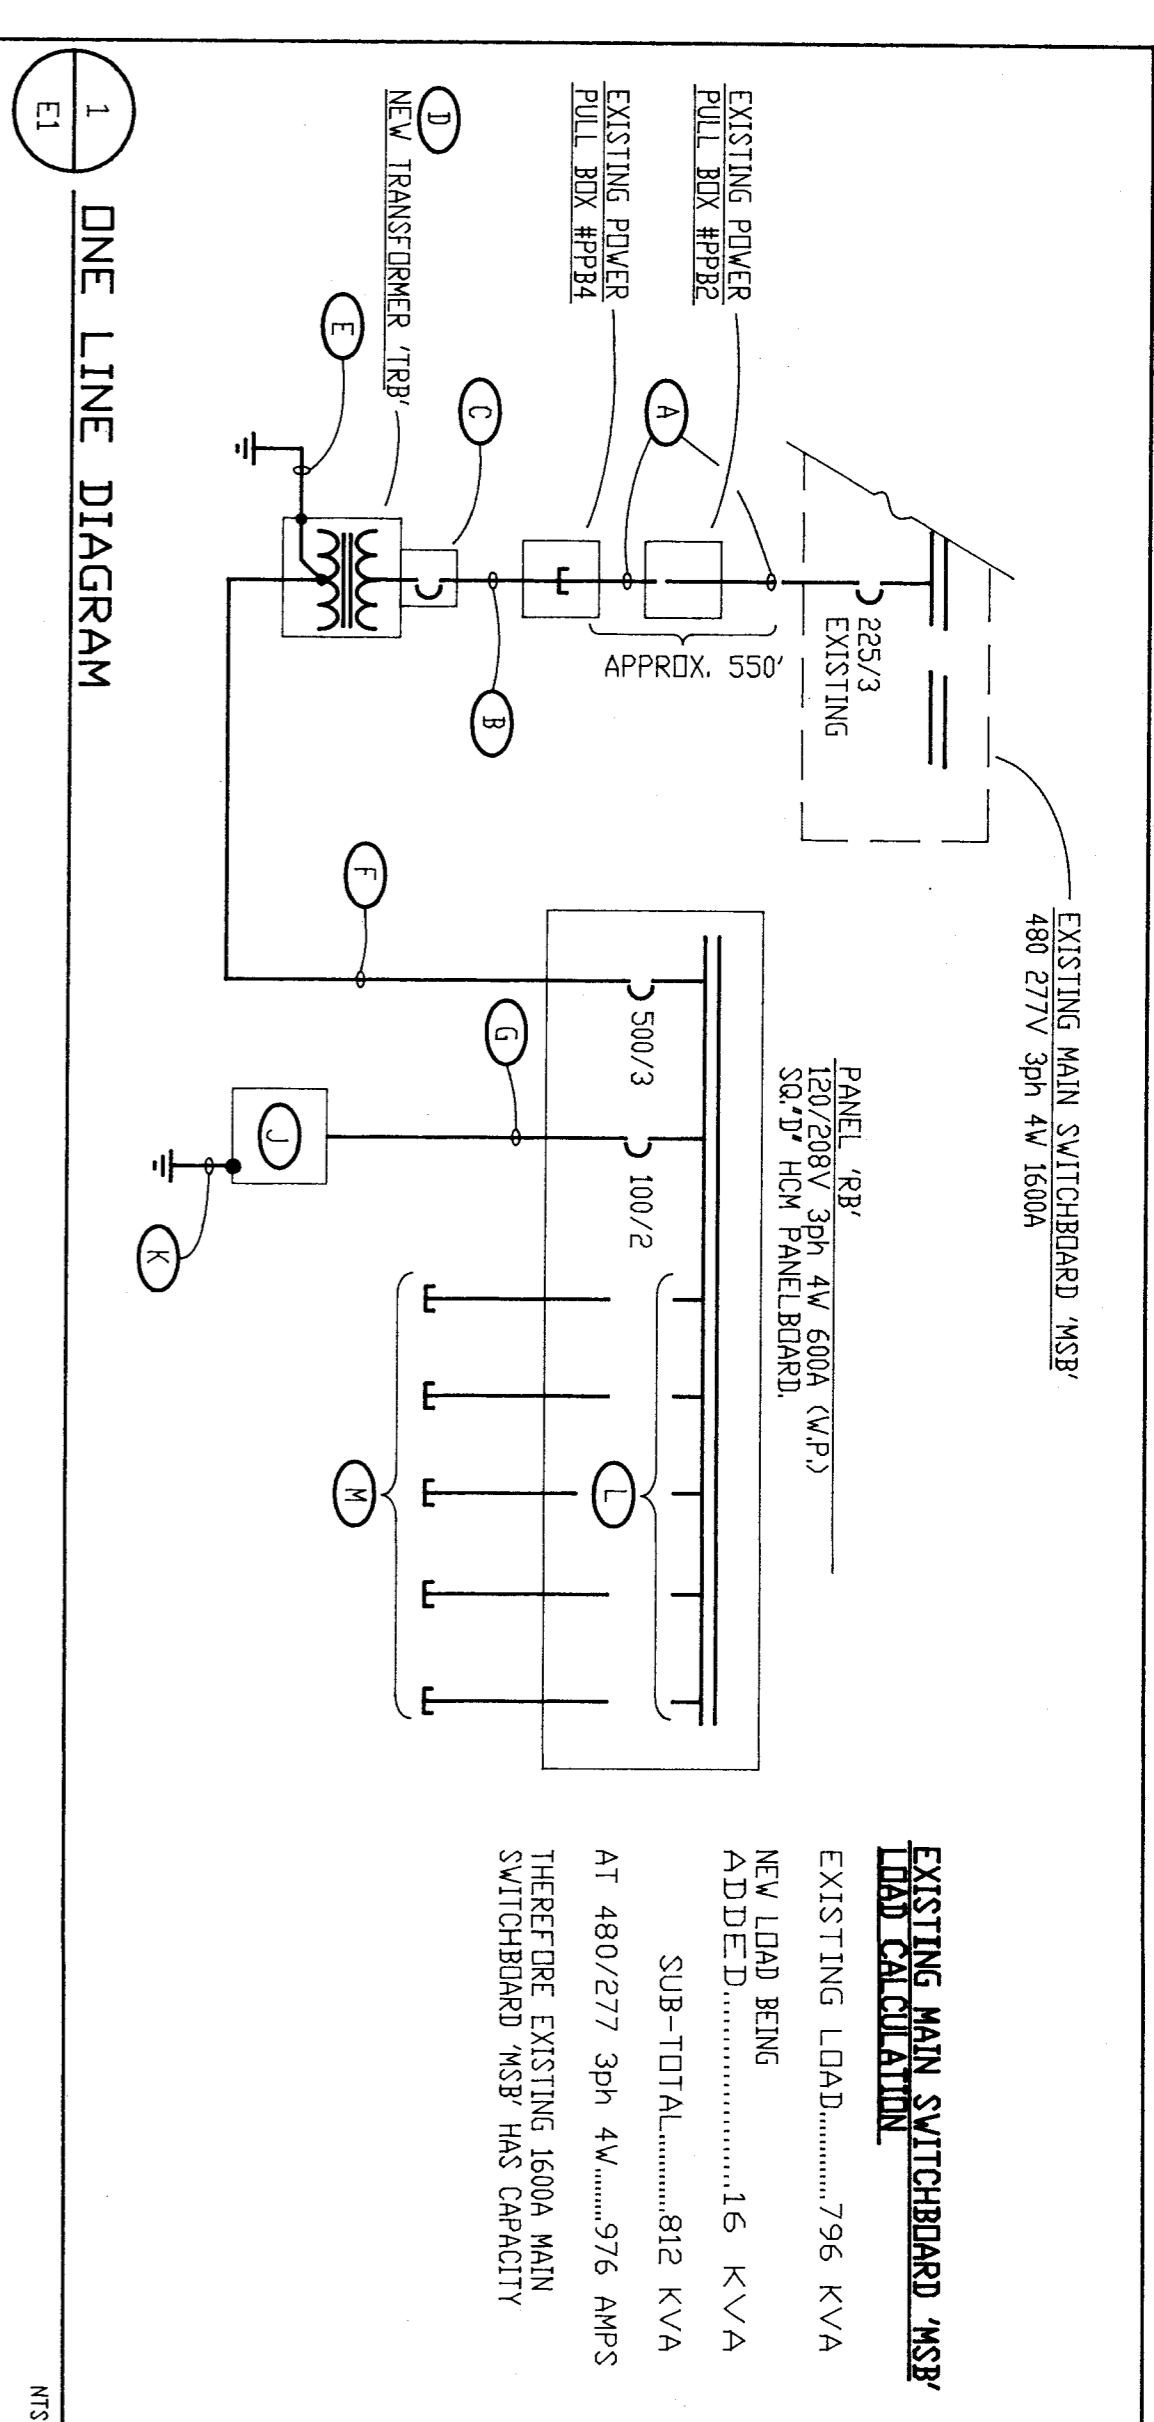 EXISTING MAIN SWITCHBOARD 'MSB'
480 277V 3ph 4W 1600A
EXISTING POWER
PULL BOX #PPB2
EXISTING POWER
PULL BOX #PPB4
A
225/3
EXISTING
APPROX. 550'
C
B
D
NEW TRANSFORMER 'TRB'
E
F
PANEL 'RB'
120/208V 3ph 4W 600A (W.P.)
SQ."D" HCM PANELBOARD.
500/3
100/2
G
J
K
L
M
EXISTING MAIN SWITCHBOARD 'MSB'
LOAD CALCULATION
EXISTING LOAD...........796 KVA
NEW LOAD BEING
ADDED..................16 KVA
SUB-TOTAL...........812 KVA
AT 480/277 3ph 4W........976 AMPS
THEREFORE EXISTING 1600A MAIN
SWITCHBOARD 'MSB' HAS CAPACITY
1
E1
ONE LINE DIAGRAM
NTS